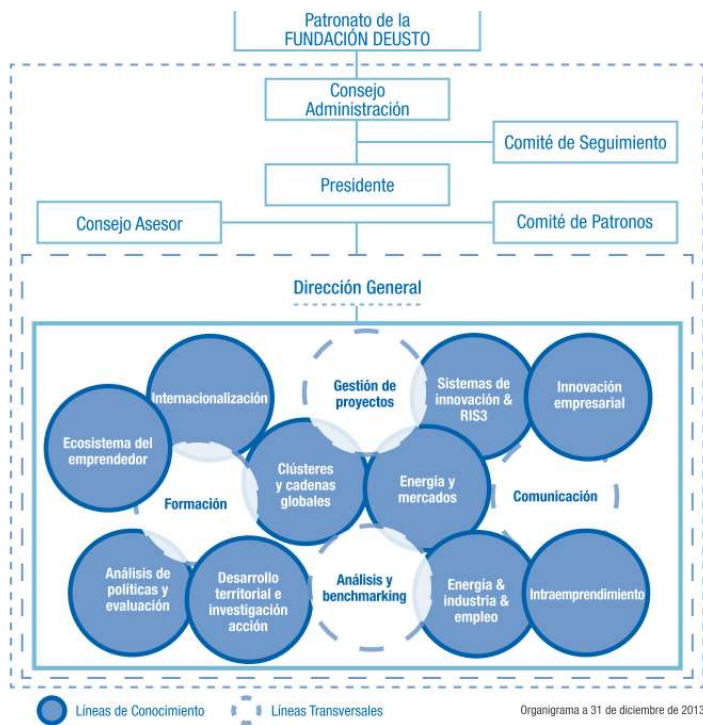 Patronato de la
FUNDACIÓN DEUSTO
Consejo
Administración
Comité de Seguimiento
Presidente
Consejo Asesor
Comité de Patronos
Dirección General
Internacionalización
Gestión de
proyectos
Sistemas de
innovación &
RIS3
Innovación
empresarial
Ecosistema del
emprendedor
Clústeres
y cadenas
globales
Energía y
mercados
Formación
Comunicación
Análisis de
políticas y
evaluación
Desarrollo
territorial e
investigación
acción
Análisis y
benchmarking
Energía &
industria &
empleo
Intraemprendimiento
Líneas de Conocimiento
Líneas Transversales
Organigrama a 31 de diciembre de 2013